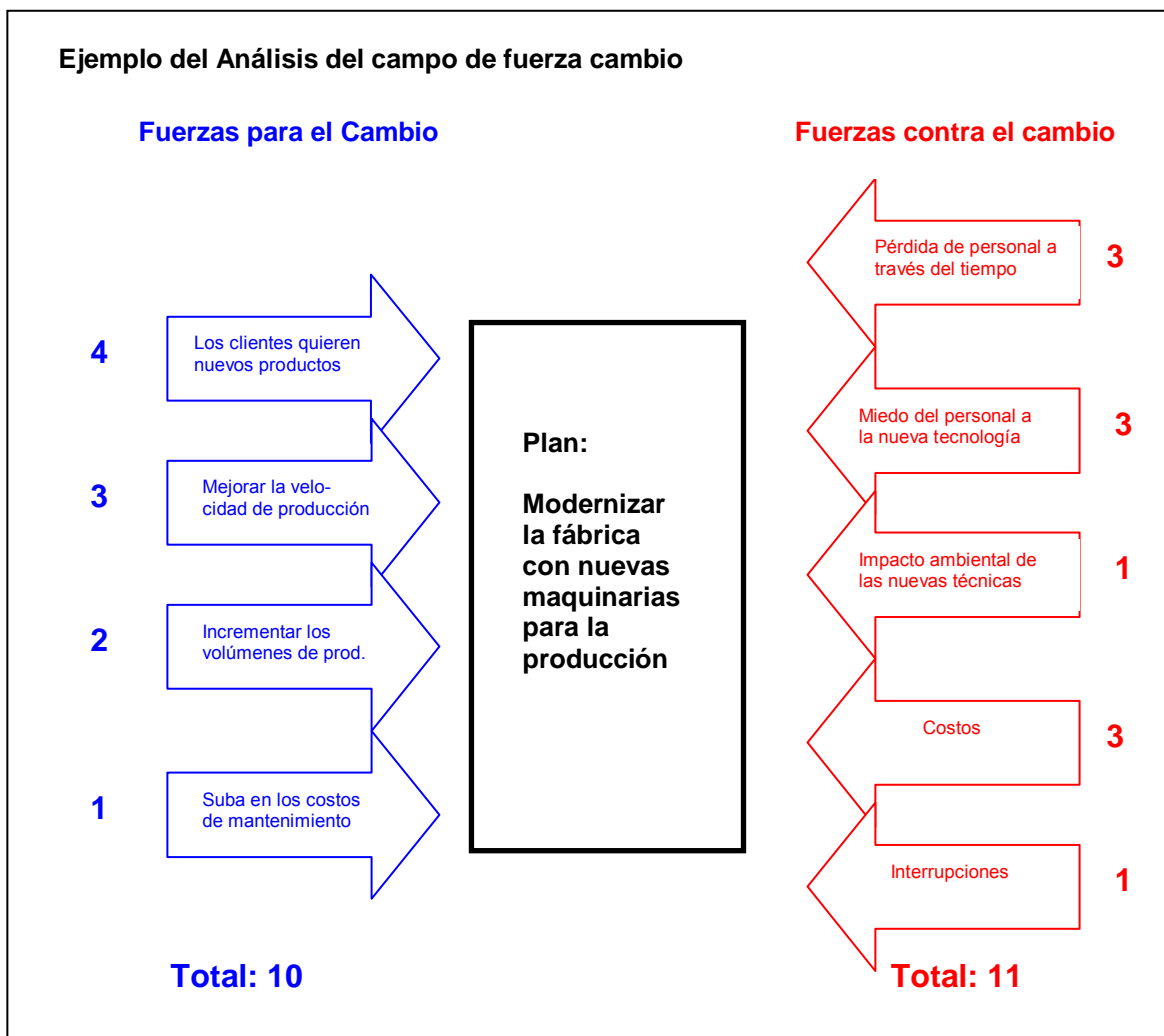 Ejemplo del Análisis del campo de fuerza cambio
Fuerzas para el Cambio
4
Los clientes quieren
nuevos productos
3
Mejorar la velo-
cidad de producción
2
Incrementar los
volúmenes de prod.
1
Suba en los costos
de mantenimiento
Total: 10
Plan:
Modernizar
la fábrica
con nuevas
maquinarias
para la
producción
Fuerzas contra el cambio
Pérdida de personal a
través del tiempo
3
Miedo del personal a
la nueva tecnología
3
Impacto ambiental de
las nuevas técnicas
1
Costos
3
Interrupciones
1
Total: 11